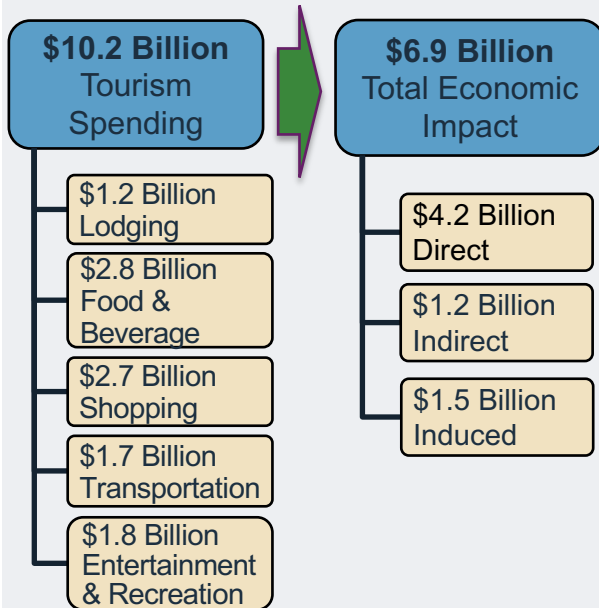 $10.2 Billion
Tourism
Spending
$1.2 Billion
Lodging
$2.8 Billion
Food &
Beverage
$2.7 Billion
Shopping
$1.7 Billion
Transportation
$1.8 Billion
Entertainment
& Recreation
$6.9 Billion
Total Economic
Impact
$4.2 Billion
Direct
$1.2 Billion
Indirect
$1.5 Billion
Induced